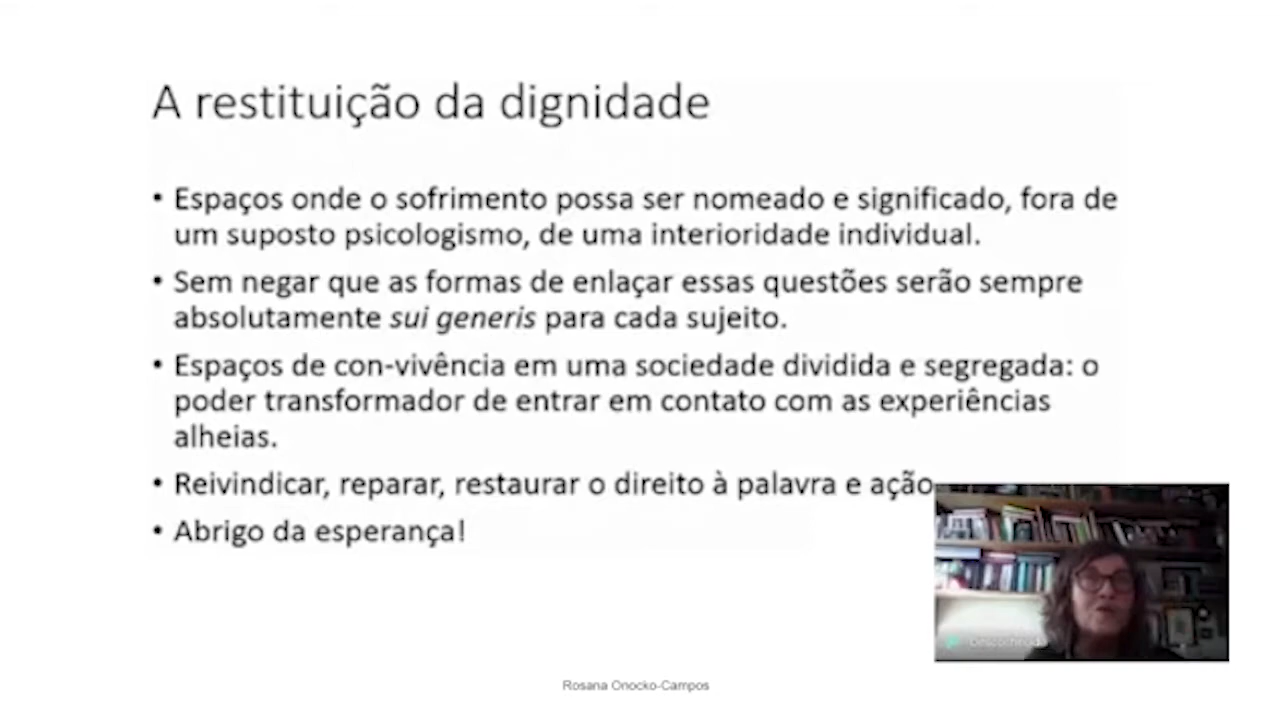 A restituição da dignidade
• Espaços onde o sofrimento possa ser nomeado e significado, fora de
um suposto psicologismo, de uma interioridade individual.
• Sem negar que as formas de enlaçar essas questões serão sempre
absolutamente sui generis para cada sujeito.
• Espaços de con-vivência em uma sociedade dividida e segregada: o
poder transformador de entrar em contato com as experiências
alheias.
• Reivindicar, reparar, restaurar o direito à palavra e ação
• Abrigo da esperança!
Rosana Onocko-Campos